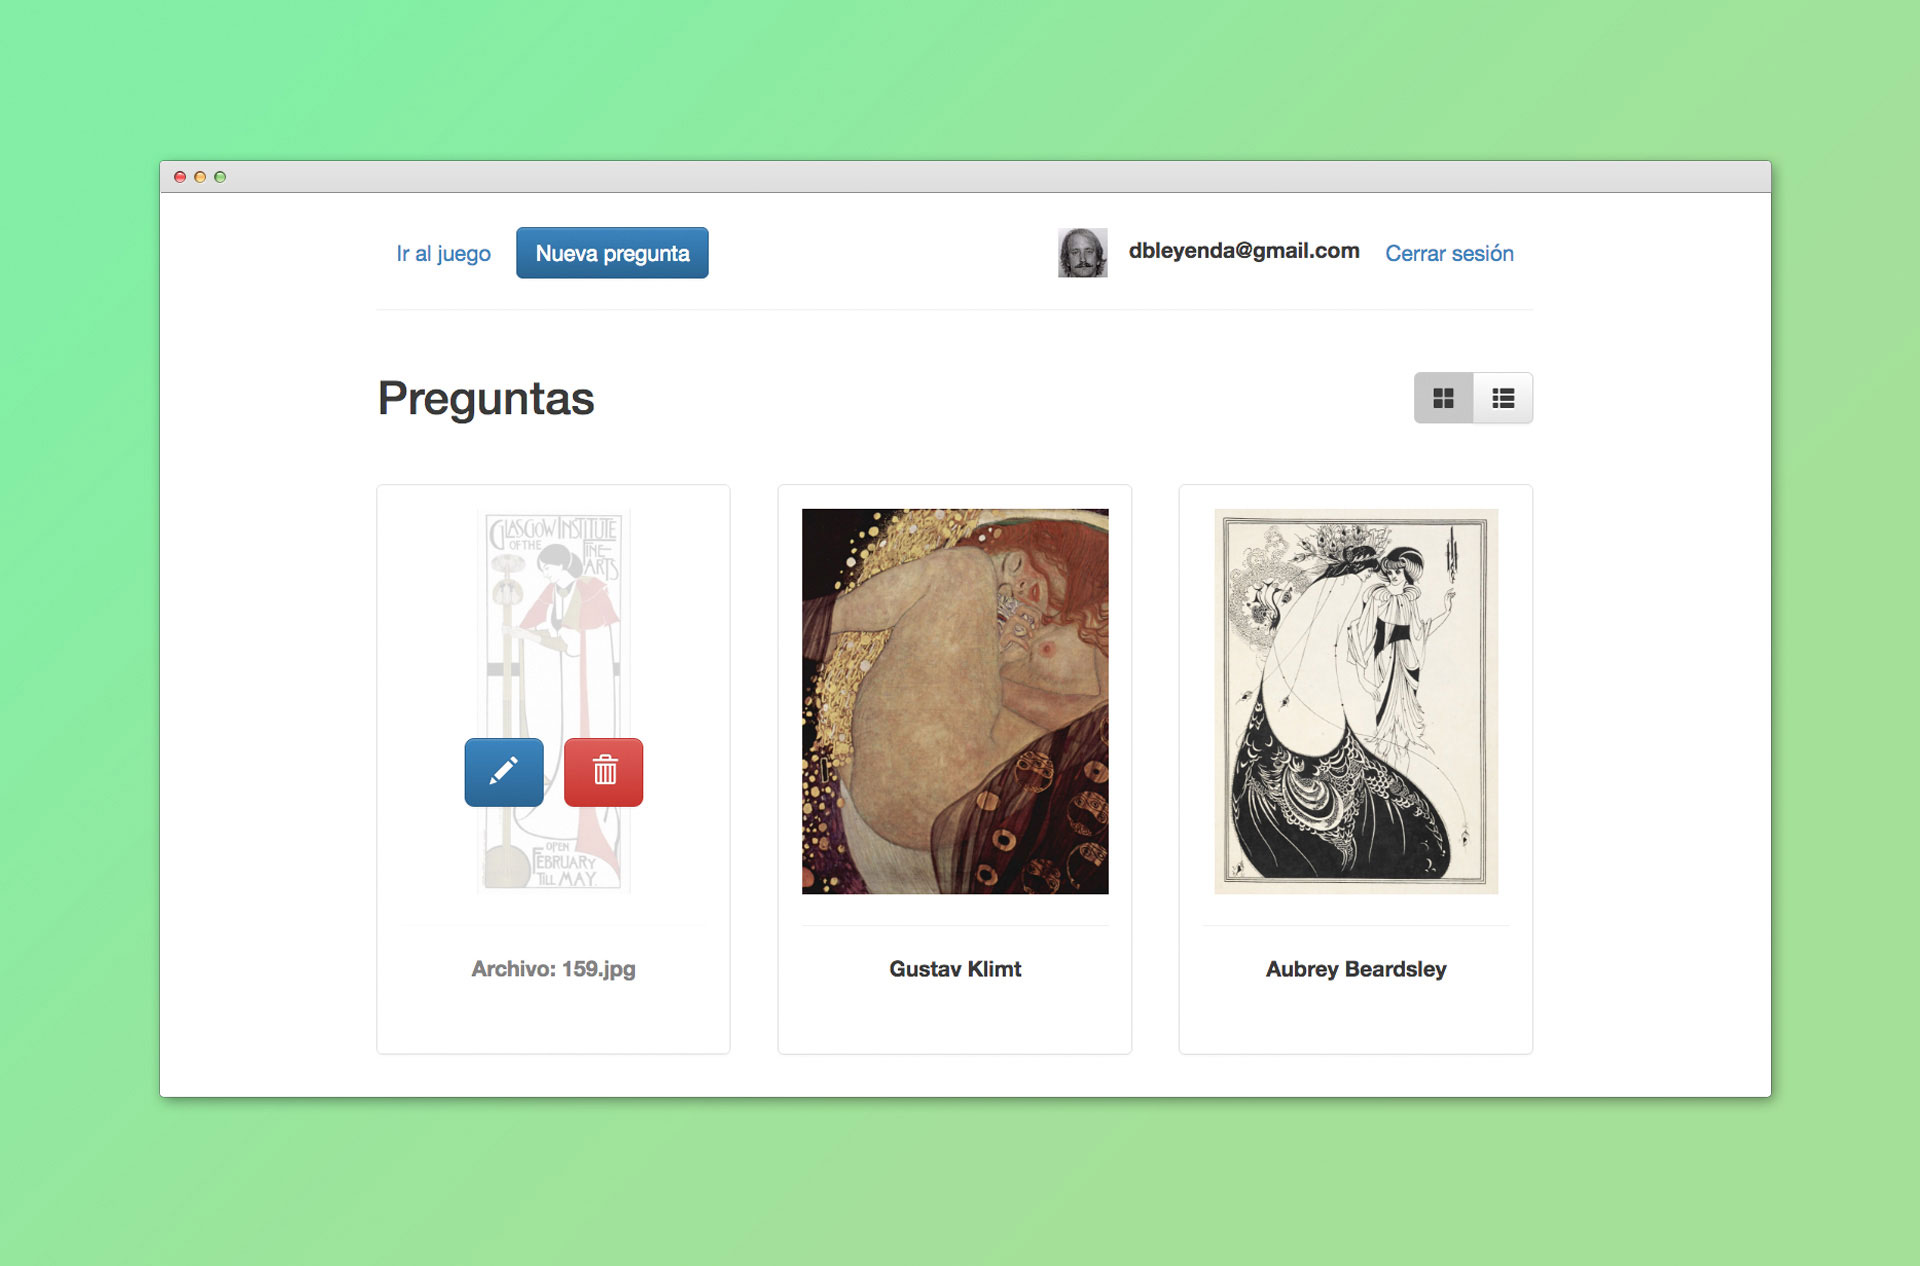 Ir al juego
Nueva pregunta
dbleyenda@gmail.com
Cerrar sesión
Preguntas
GLASGOW INSTITUTE
OF THE FINE
ARTS
OPEN
FEBRUARY
TILL MAY.
Archivo: 159.jpg
Gustav Klimt
Aubrey Beardsley